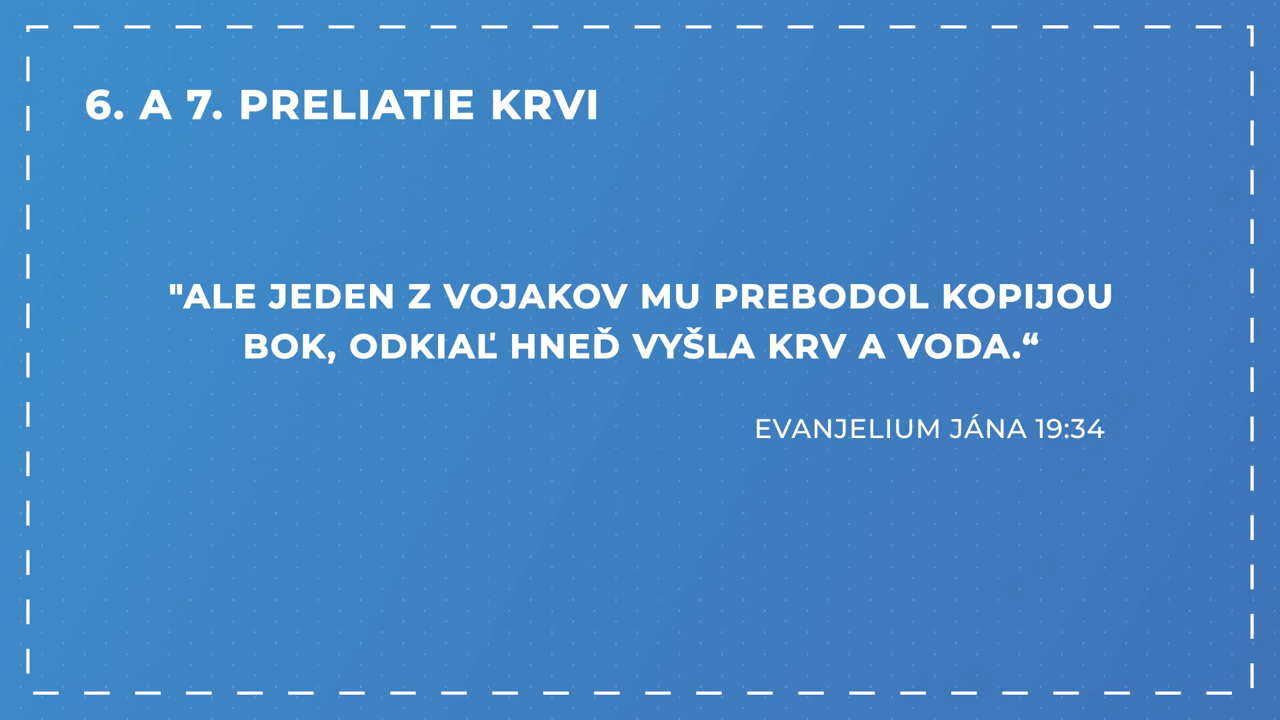 6. A 7. PRELIATIE KRVI
"ALE JEDEN Z VOJAKOV MU PREBODOL KOPIJOU
BOK, ODKIAĽ HNEĎ VYŠLA KRV A VODA.“
EVANJELIUM JÁNA 19:34